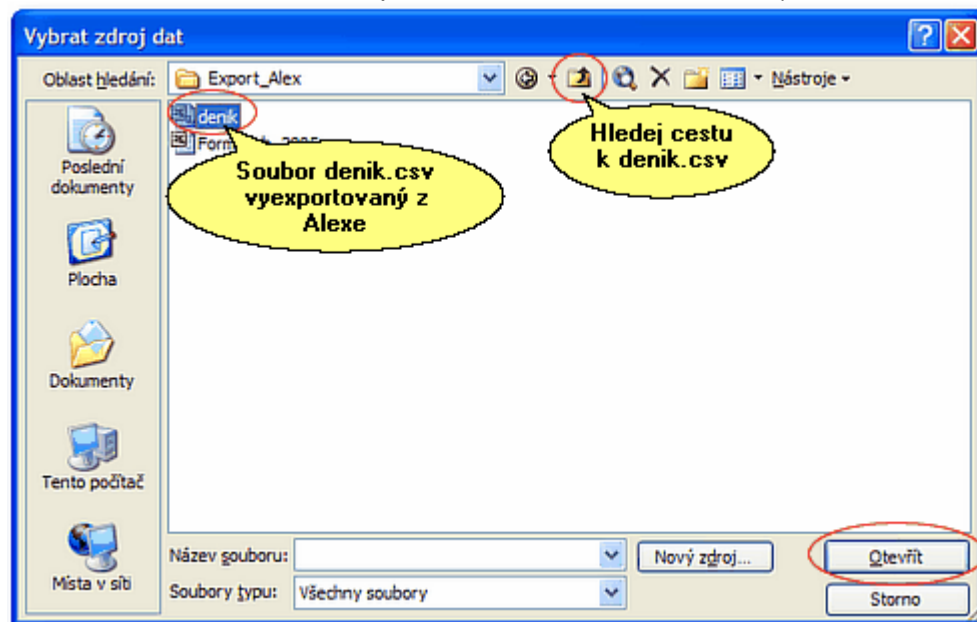 Vybrat zdroj dat
Oblast hledání:
Export_Alex
Nástroje
denik
Hledej cestu
k denik.csv
Soubor denik.csv
vyexportovaný z
Alexe
Poslední
dokumenty
Plocha
Dokumenty
Tento počítač
Místa v síti
Název souboru:
Nový zdroj...
Otevřít
Soubory typu:
Všechny soubory
Storno